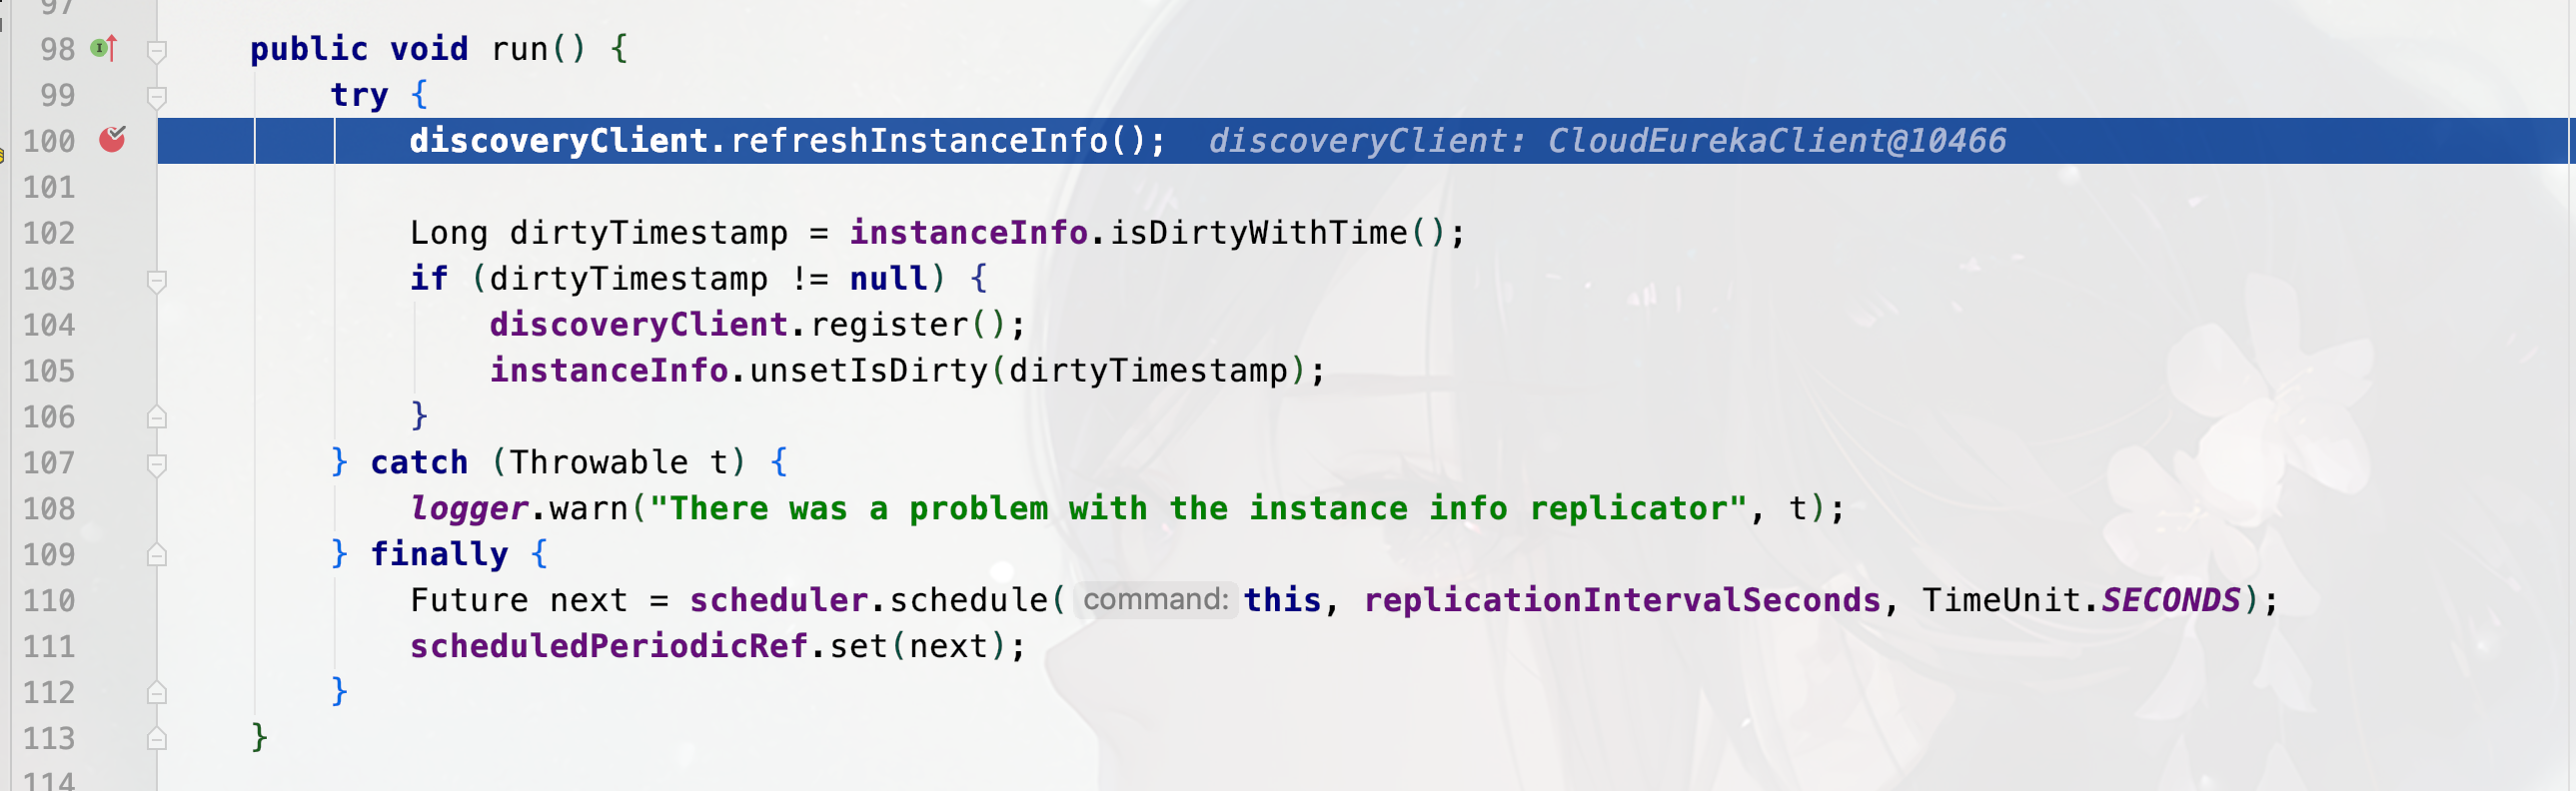 97
98 public void run() {
99 try {
100 discoveryClient.refreshInstanceInfo(); discoveryClient: CloudEurekaClient@10466
101
102 Long dirtyTimestamp = instanceInfo.isDirtyWithTime();
103 if (dirtyTimestamp != null) {
104 discoveryClient.register();
105 instanceInfo.unsetIsDirty(dirtyTimestamp);
106 }
107 } catch (Throwable t) {
108 logger.warn("There was a problem with the instance info replicator", t);
109 } finally {
110 Future next = scheduler.schedule( command: this, replicationIntervalSeconds, TimeUnit.SECONDS);
111 scheduledPeriodicRef.set(next);
112 }
113 }
114